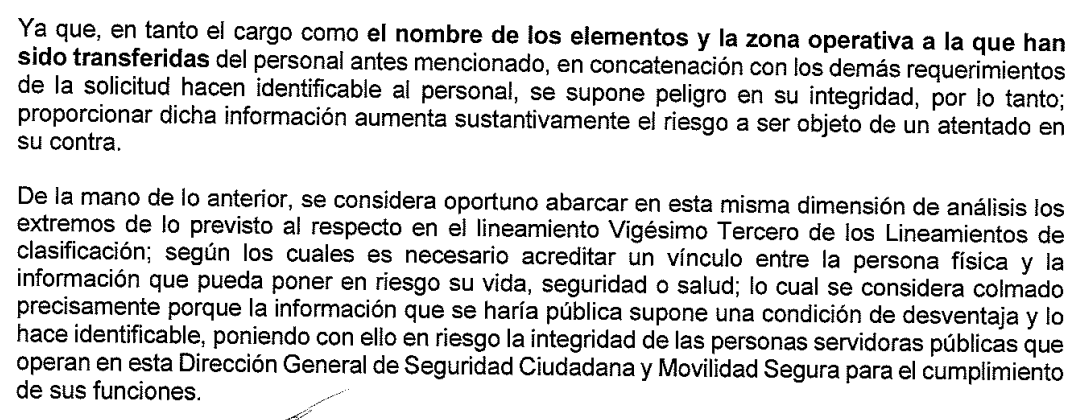 Ya que, en tanto el cargo como el nombre de los elementos y la zona operativa a la que han
sido transferidas del personal antes mencionado, en concatenación con los demás requerimientos
de la solicitud hacen identificable al personal, se supone peligro en su integridad, por lo tanto;
proporcionar dicha información aumenta sustantivamente el riesgo a ser objeto de un atentado en
su contra.
De la mano de lo anterior, se considera oportuno abarcar en esta misma dimensión de análisis los
extremos de lo previsto al respecto en el lineamiento Vigésimo Tercero de los Lineamientos de
clasificación; según los cuales es necesario acreditar un vínculo entre la persona física y la
información que pueda poner en riesgo su vida, seguridad o salud; lo cual se considera colmado
precisamente porque la información que se haría pública supone una condición de desventaja y lo
hace identificable, poniendo con ello en riesgo la integridad de las personas servidoras públicas que
operan en esta Dirección General de Seguridad Ciudadana y Movilidad Segura para el cumplimiento
de sus funciones.